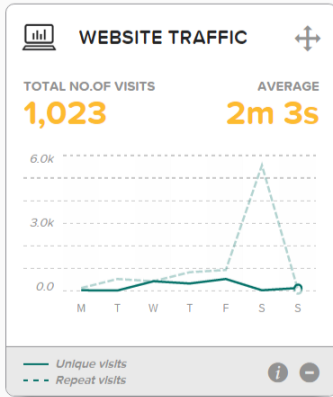 WEBSITE TRAFFIC
TOTAL NO.OF VISITS AVERAGE
1,023 2m 3s
6.0k
3.0k
0.0
M T W T F S S
Unique visits
Repeat visits
i